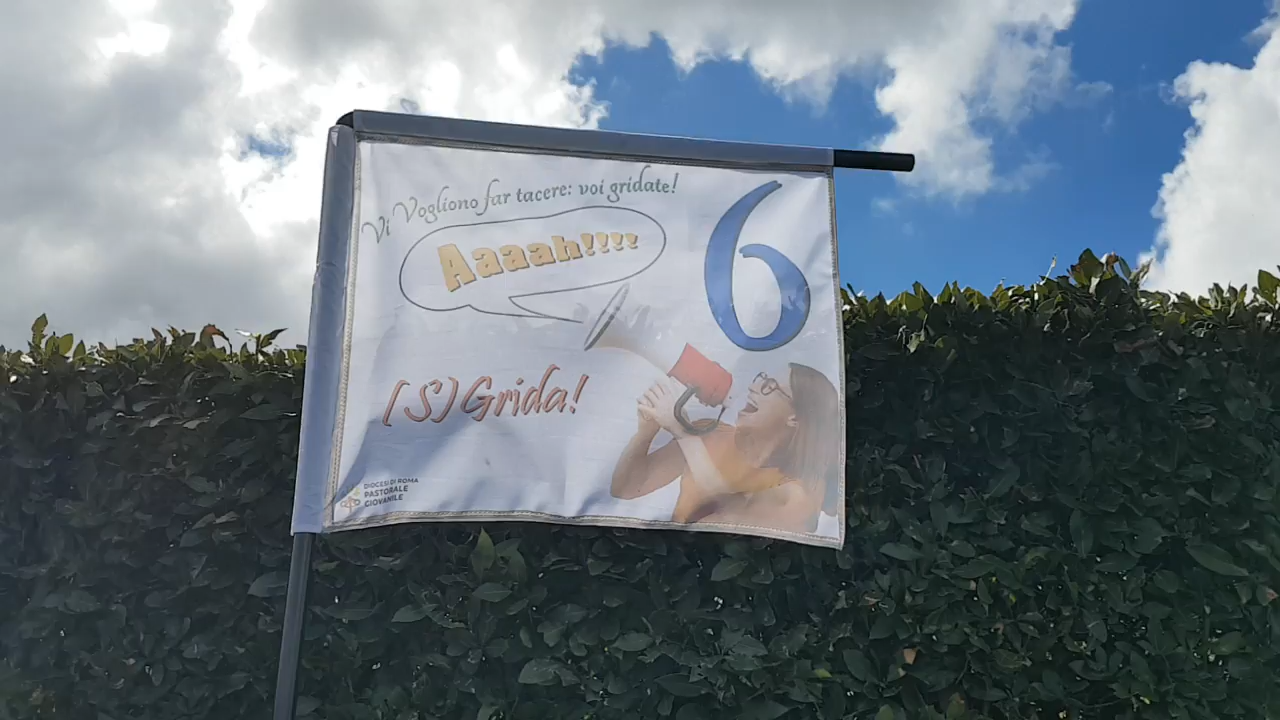 Vi Vogliono far tacere: voi gridate!
Aaaah!!!!
6
(S)Grida!
DIOCESI DI ROMA
PASTORALE
GIOVANILE